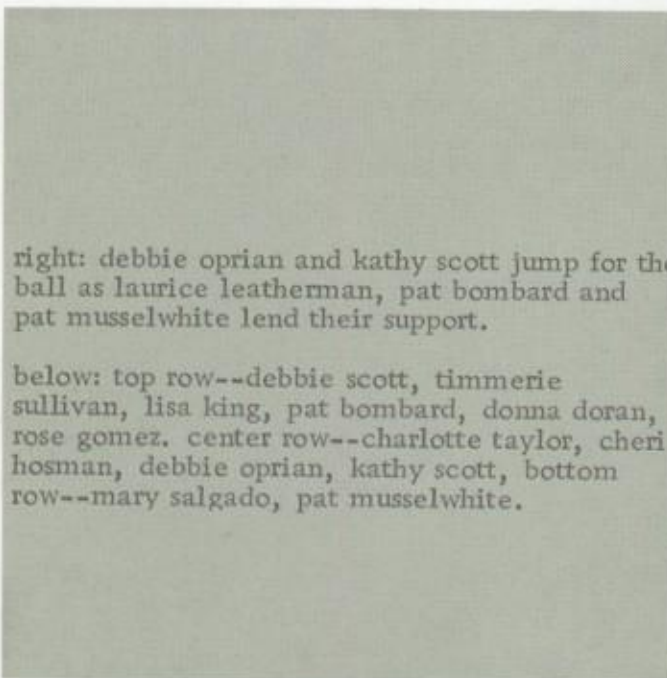 right: debbie oprian and kathy scott jump for the
ball as laurice leatherman, pat bombard and
pat musselwhite lend their support.
below: top row--debbie scott, timmerie
sullivan, lisa king, pat bombard, donna doran,
rose gomez. center row--charlotte taylor, cheri
hosman, debbie oprian, kathy scott, bottom
row--mary salgado, pat musselwhite.